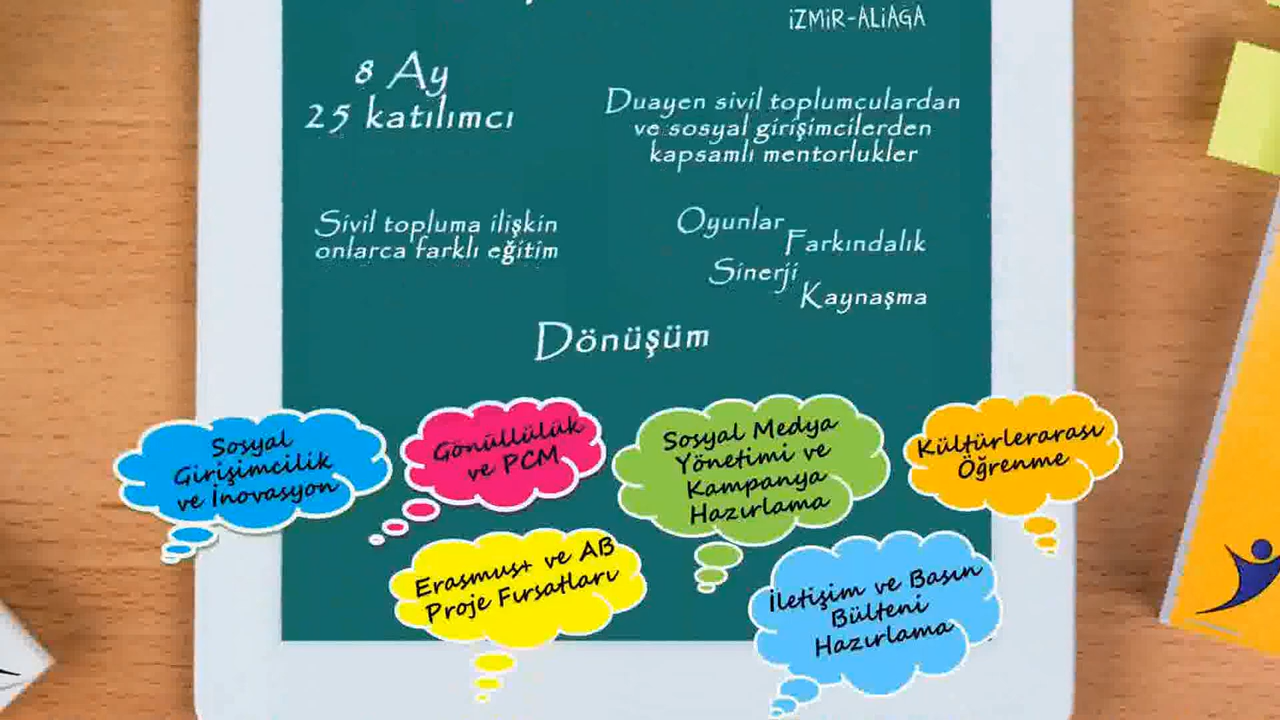 İZMİR-ALİAĞA
8 Ay
25 katılımcı
Duayen sivil toplumculardan
ve sosyal girişimcilerden
kapsamlı mentorlukler
Sivil topluma ilişkin
onlarca farklı eğitim
Oyunlar
Farkındalık
Sinerji
Kaynaşma
Dönüşüm
Sosyal
Girişimcilik
ve İnovasyon
Gönüllülük
ve PCM
Sosyal Medya
Yönetimi ve
Kampanya
Hazırlama
Kültürlerarası
Öğrenme
Erasmus+ ve AB
Proje Fırsatları
İletişim ve Basın
Bülteni
Hazırlama